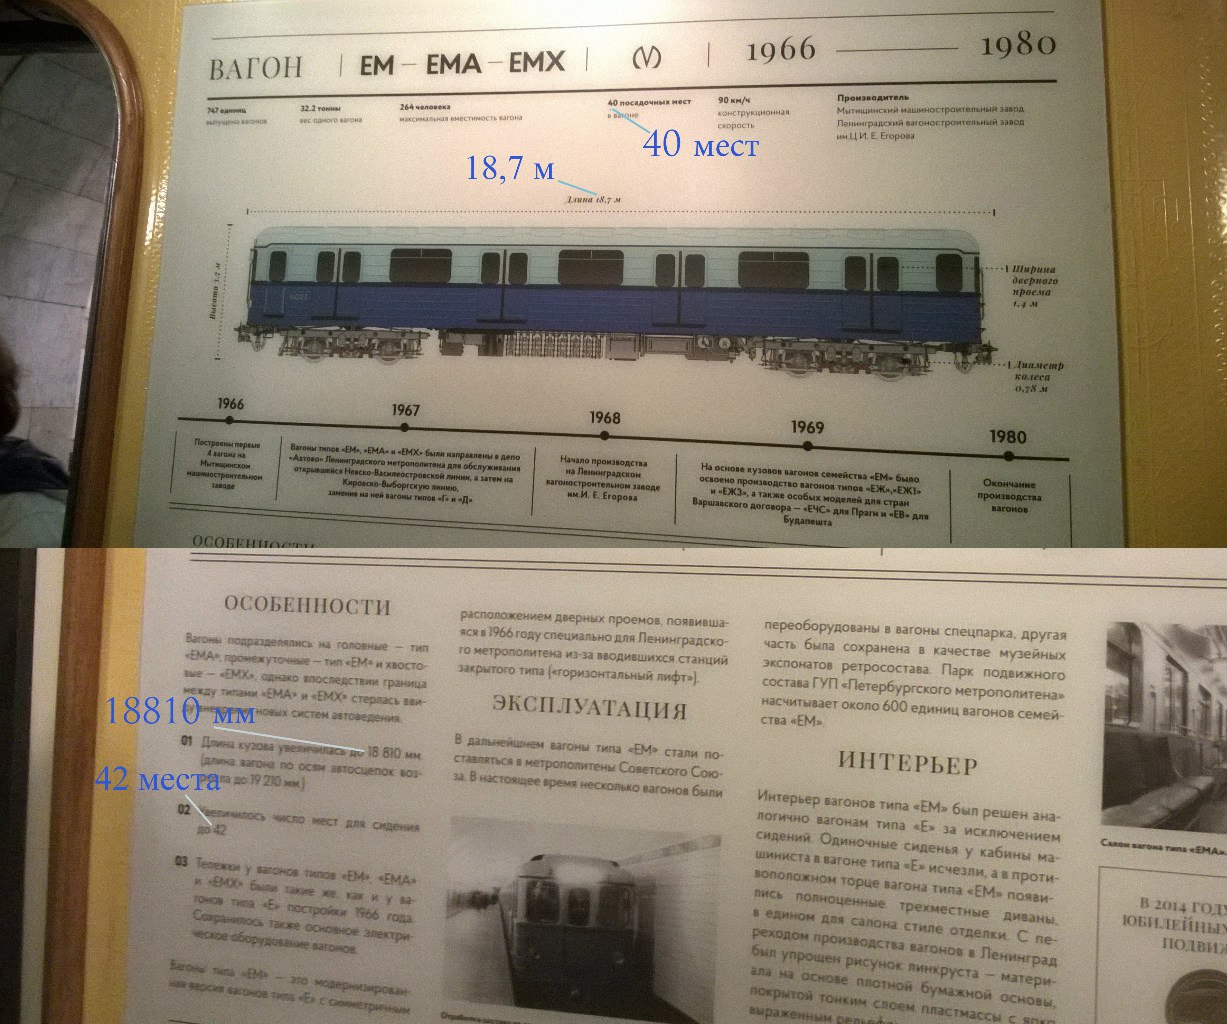 ВАГОН | ЕМ – ЕМА – ЕМХ | | 1966 — 1980
747 единиц
выпущено вагонов
32.2 тонны
вес одного вагона
264 человека
максимальная вместимость вагона
40 посадочных мест
в вагоне
90 км/ч
конструкционная
скорость
Производитель
Мытищинский машиностроительный завод
Ленинградский вагоностроительный завод
им.Ц И. Е. Егорова
40 мест
18,7 м
Длина 18,7 м
Высота 3,7 м
Ширина
дверного
проема
1,4 м
Диаметр
колеса
0,78 м
1966
Построены первые
4 вагона на
Мытищинском
машиностроительном
заводе
1967
Вагоны типов «ЕМ», «ЕМА» и «ЕМХ» были направлены в депо
«Автово» Ленинградского метрополитена для обслуживания
открывшейся Невско-Василеостровской линии, а затем на
Кировско-Выборгскую линию,
заменив на ней вагоны типов «Г» и «Д»
1968
Начало производства
на Ленинградском
вагоностроительном заводе
им.И. Е. Егорова
1969
На основе кузовов вагонов семейства «ЕМ» было
освоено производство вагонов типов «ЕЖ»,«ЕЖ1»
и «ЕЖ3», а также особых моделей для стран
Варшавского договора — «ЕЧС» для Праги и «ЕВ» для
Будапешта
1980
Окончание
производства
вагонов
ОСОБЕННОСТИ
ОСОБЕННОСТИ
Вагоны подразделялись на головные — тип
«ЕМА», промежуточные — тип «ЕМ» и хвосто-
вые — «ЕМХ», однако впоследствии граница
между типами «ЕМА» и «ЕМХ» стерлась вви-
новых систем автоведения.
18810 мм
01 Длина кузова увеличилась до 18 810 мм
(длина вагона по осям автосцепок воз-
до 19 210 мм.)
42 места
02 Увеличилось число мест для сидения
до 42
03 Тележки у вагонов типов «ЕМ», «ЕМА»
и «ЕМХ» были такие же, как и у ва-
гонов типа «Е» постройки 1966 года.
Сохранилось также основное электри-
ческое оборудование вагонов.
Вагоны типа «ЕМ» — это модернизирован-
ная версия вагонов типа «Е» с симметричным
расположением дверных проемов, появивша-
яся в 1966 году специально для Ленинградско-
го метрополитена из-за вводившихся станций
закрытого типа («горизонтальный лифт»).
ЭКСПЛУАТАЦИЯ
В дальнейшем вагоны типа «ЕМ» стали по-
ставляться в метрополитены Советского Сою-
за. В настоящее время несколько вагонов были
переоборудованы в вагоны спецпарка, другая
часть была сохранена в качестве музейных
экспонатов ретросостава. Парк подвижного
состава ГУП «Петербургского метрополитена»
насчитывает около 600 единиц вагонов семей-
ства «ЕМ».
ИНТЕРЬЕР
Интерьер вагонов типа «ЕМ» был решен ана-
логично вагонам типа «Е» за исключением
сидений. Одиночные сиденья у кабины ма-
шиниста в вагоне типа «Е» исчезли, а в проти-
воположном торце вагона типа «ЕМ» появи-
лись полноценные трехместные диваны,
в едином для салона стиле отделки. С пе-
реходом производства вагонов в Ленинград
был упрощен рисунок линкруста — матери-
ала на основе плотной бумажной основы,
покрытой тонким слоем пластмассы с ярко
выраженным
Салон вагона типа «ЕМА».
В 2014 ГОДУ
ЮБИЛЕЙНЫ
ПОДВИЖ